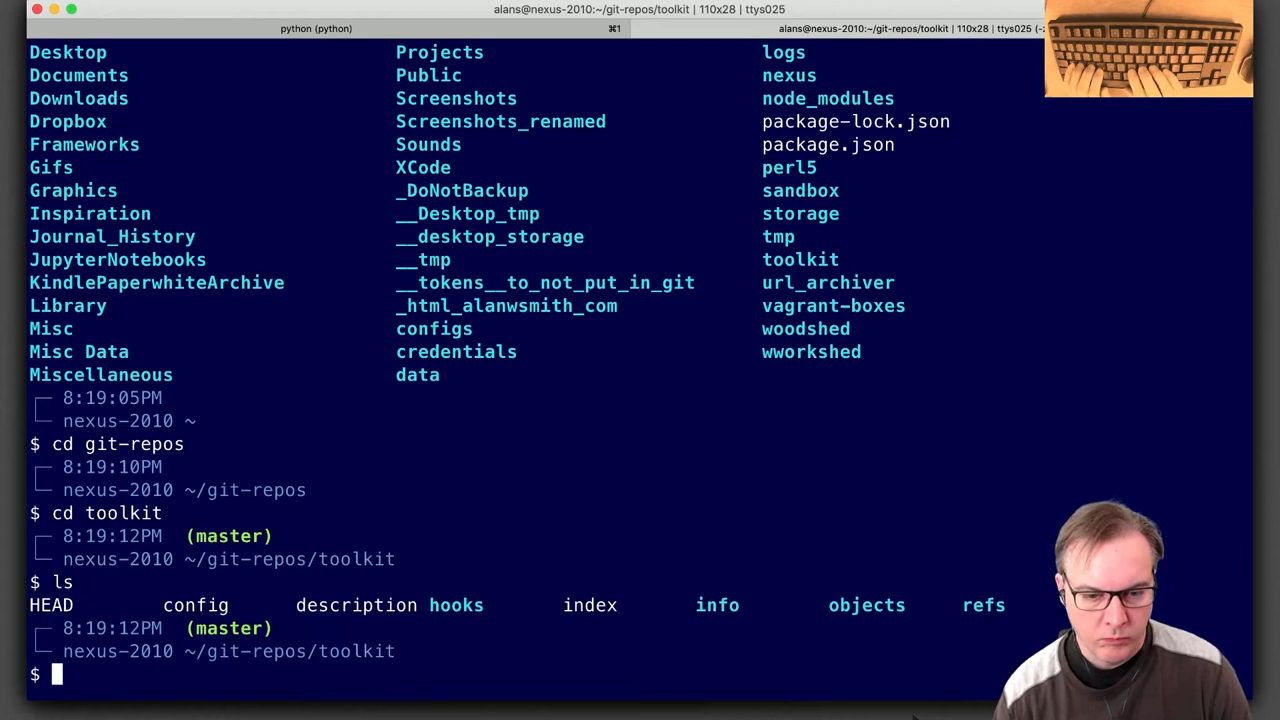 alans@nexus-2010:~/git-repos/toolkit | 110x28 | ttys025
python (python) ⌘1 alans@nexus-2010:~/git-repos/toolkit | 110x28 | ttys025
Desktop Projects logs
Documents Public nexus
Downloads Screenshots node_modules
Dropbox Screenshots_renamed package-lock.json
Frameworks Sounds package.json
Gifs XCode perl5
Graphics _DoNotBackup sandbox
Inspiration __Desktop_tmp storage
Journal_History __desktop_storage tmp
JupyterNotebooks __tmp toolkit
KindlePaperwhiteArchive __tokens__to_not_put_in_git url_archiver
Library _html_alanwsmith_com vagrant-boxes
Misc configs woodshed
Misc Data credentials wworkshed
Miscellaneous data
8:19:05PM
nexus-2010 ~
$ cd git-repos
8:19:10PM
nexus-2010 ~/git-repos
$ cd toolkit
8:19:12PM (master)
nexus-2010 ~/git-repos/toolkit
$ ls
HEAD config description hooks index info objects refs
8:19:12PM (master)
nexus-2010 ~/git-repos/toolkit
$